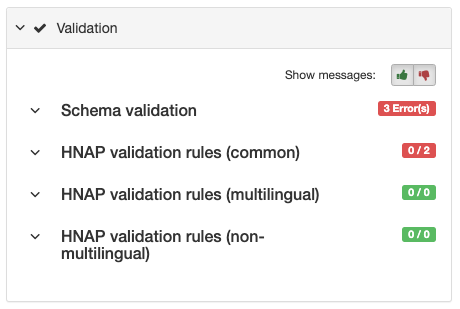 Validation
Show messages:
Schema validation
3 Error(s)
HNAP validation rules (common)
0 / 2
HNAP validation rules (multilingual)
0 / 0
HNAP validation rules (non-
multilingual)
0 / 0